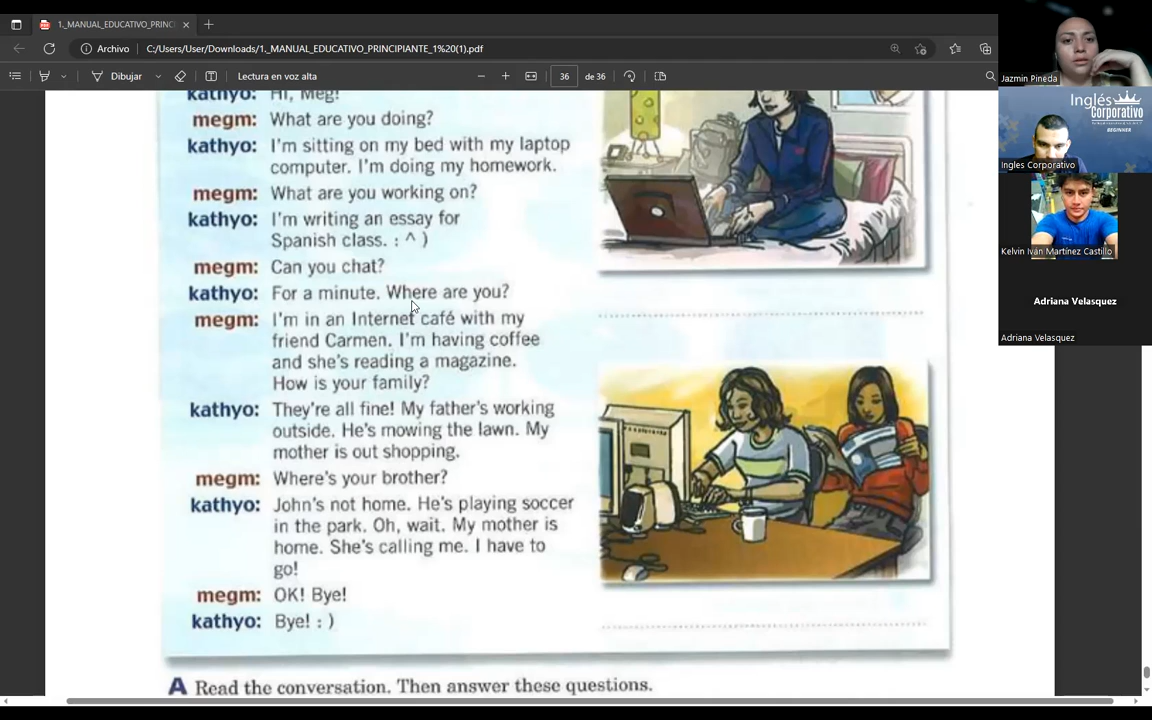 1._MANUAL_EDUCATIVO_PRINC
Archivo C:/Users/User/Downloads/1._MANUAL_EDUCATIVO_PRINCIPIANTE_1%20(1).pdf
Dibujar Lectura en voz alta 36 de 36
Jazmin Pineda
Inglés Corporativo
BEGINNER
Ingles Corporativo
Kelvin Ivan Martínez Castillo
Adriana Velasquez
Adriana Velasquez
kathyo: Hi, Meg!
megm: What are you doing?
kathyo: I'm sitting on my bed with my laptop
computer. I'm doing my homework.
megm: What are you working on?
kathyo: I'm writing an essay for
Spanish class. : ^ )
megm: Can you chat?
kathyo: For a minute. Where are you?
megm: I'm in an Internet café with my
friend Carmen. I'm having coffee
and she's reading a magazine.
How is your family?
kathyo: They're all fine! My father's working
outside. He's mowing the lawn. My
mother is out shopping.
megm: Where's your brother?
kathyo: John's not home. He's playing soccer
in the park. Oh, wait. My mother is
home. She's calling me. I have to
go!
megm: OK! Bye!
kathyo: Bye! : )
A Read the conversation. Then answer these questions.